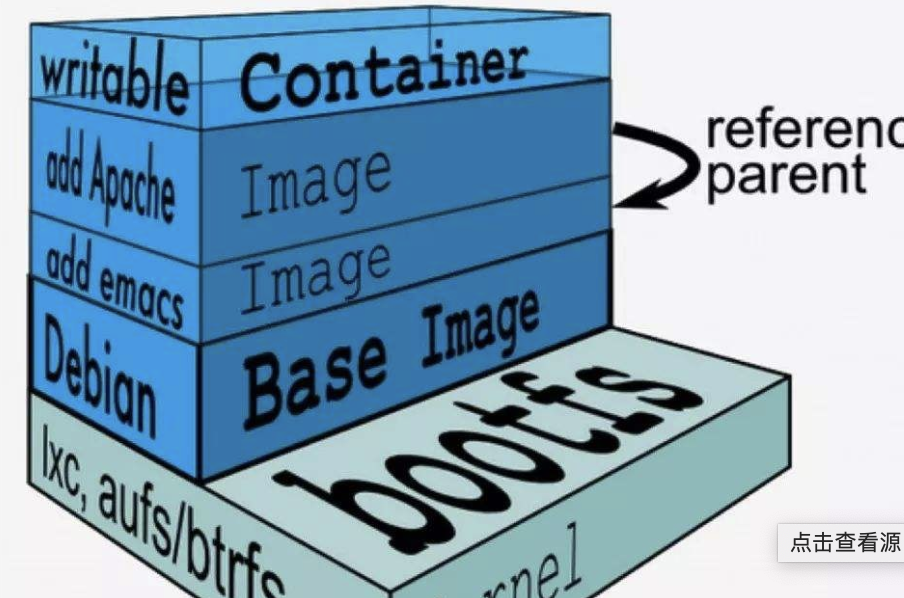 writable Container
add Apache Image
add emacs Image
Debian Base Image
referenc
parent
bootfs
lxc, aufs/btrfs
rnel
点击查看源